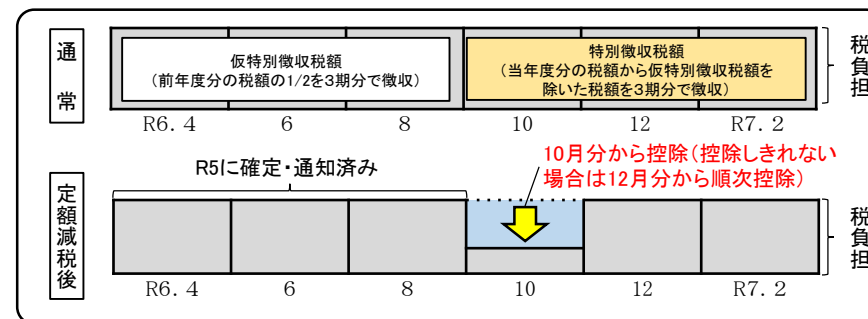 通常
仮特別徴収税額
(前年度分の税額の1/2を3期分で徴収)
特別徴収税額
(当年度分の税額から仮特別徴収税額を
除いた税額を3期分で徴収)
税負担
R6.4 6 8 10 12 R7.2
R5に確定・通知済み
10月分から控除(控除しきれない
場合は12月分から順次控除)
定額減税後
税負担
R6.4 6 8 10 12 R7.2